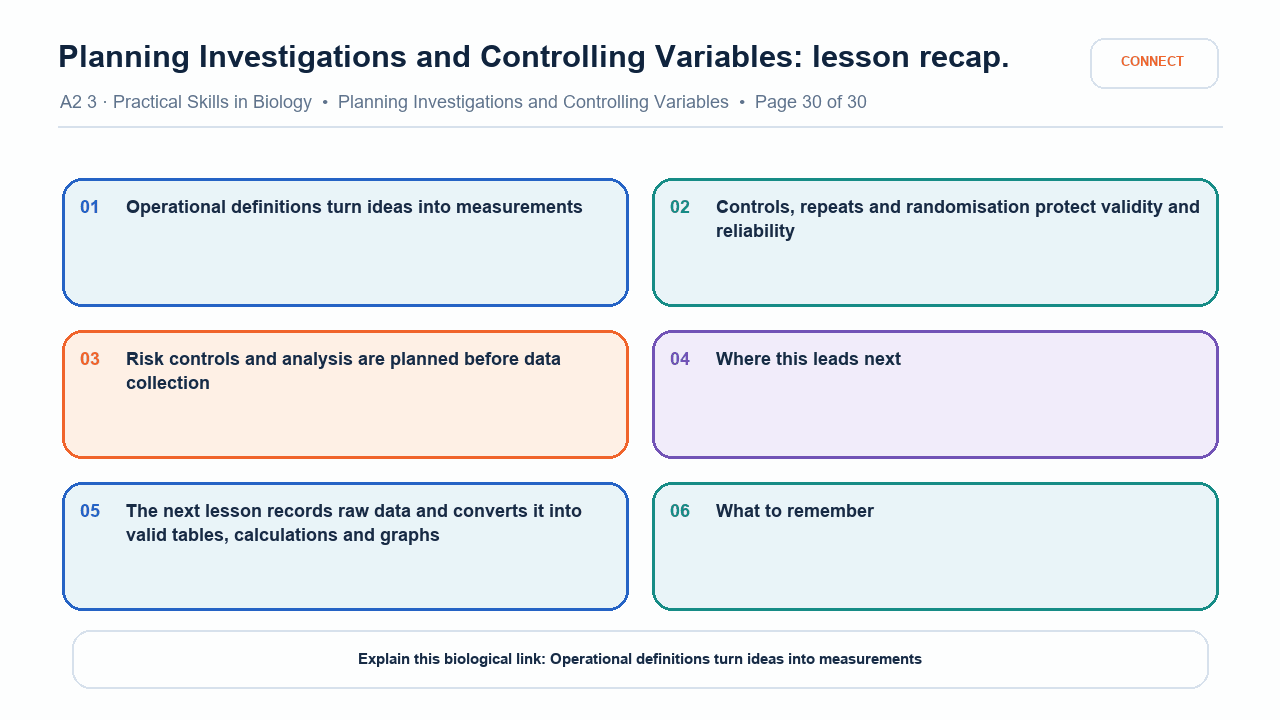 Planning Investigations and Controlling Variables: lesson recap.
CONNECT
A2 3 · Practical Skills in Biology • Planning Investigations and Controlling Variables • Page 30 of 30
01 Operational definitions turn ideas into measurements
02 Controls, repeats and randomisation protect validity and
reliability
03 Risk controls and analysis are planned before data
collection
04 Where this leads next
05 The next lesson records raw data and converts it into
valid tables, calculations and graphs
06 What to remember
Explain this biological link: Operational definitions turn ideas into measurements